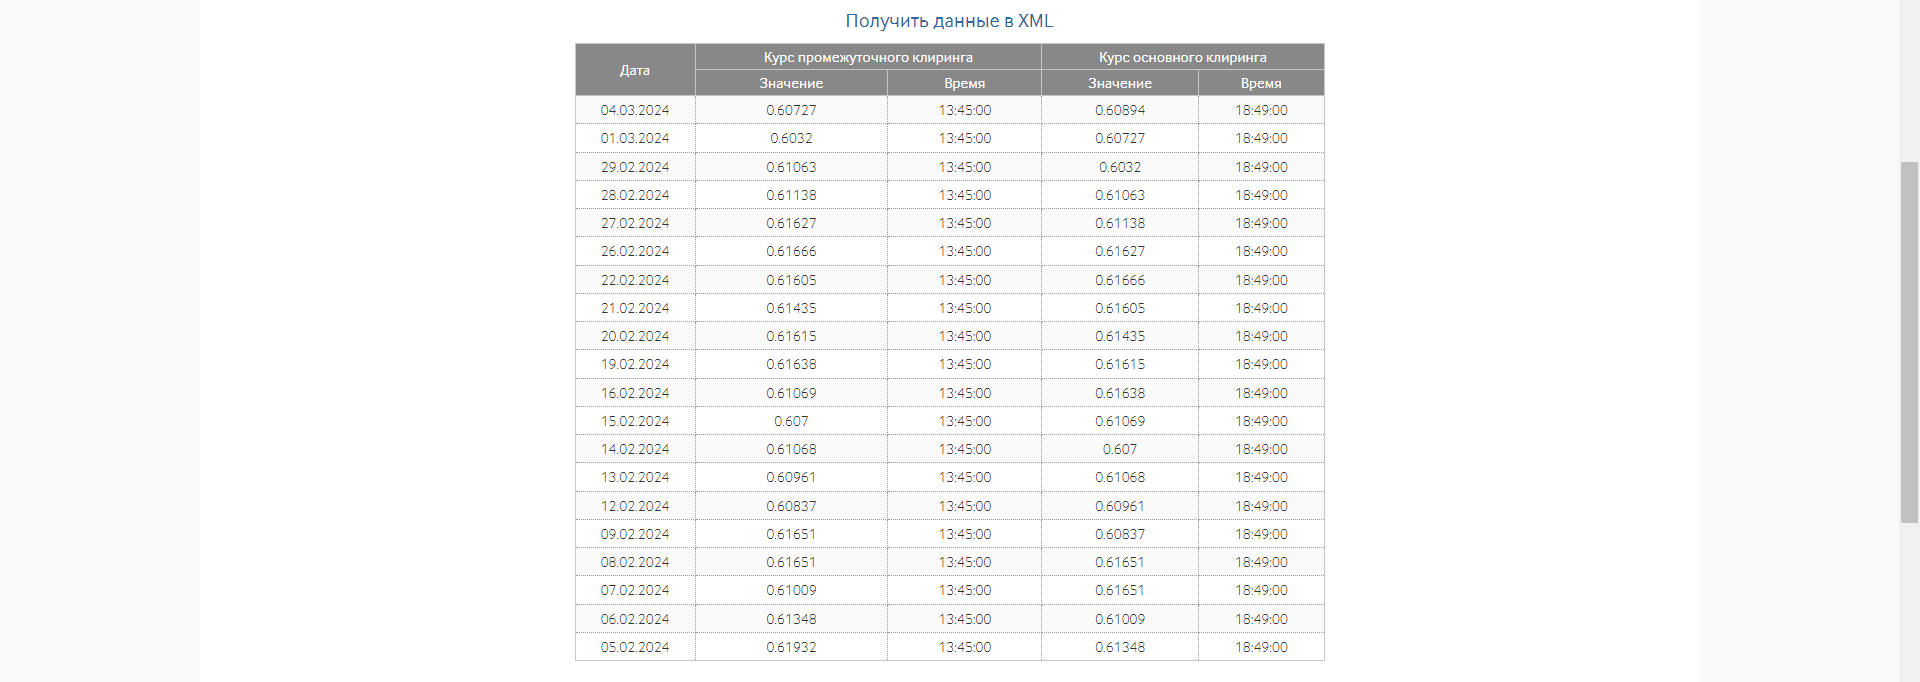 Получить данные в XML
Дата Курс промежуточного клиринга Курс основного клиринга
Значение Время Значение Время
04.03.2024 0.60727 13:45:00 0.60894 18:49:00
01.03.2024 0.6032 13:45:00 0.60727 18:49:00
29.02.2024 0.61063 13:45:00 0.6032 18:49:00
28.02.2024 0.61138 13:45:00 0.61063 18:49:00
27.02.2024 0.61627 13:45:00 0.61138 18:49:00
26.02.2024 0.61666 13:45:00 0.61627 18:49:00
22.02.2024 0.61605 13:45:00 0.61666 18:49:00
21.02.2024 0.61435 13:45:00 0.61605 18:49:00
20.02.2024 0.61615 13:45:00 0.61435 18:49:00
19.02.2024 0.61638 13:45:00 0.61615 18:49:00
16.02.2024 0.61069 13:45:00 0.61638 18:49:00
15.02.2024 0.607 13:45:00 0.61069 18:49:00
14.02.2024 0.61068 13:45:00 0.607 18:49:00
13.02.2024 0.60961 13:45:00 0.61068 18:49:00
12.02.2024 0.60837 13:45:00 0.60961 18:49:00
09.02.2024 0.61651 13:45:00 0.60837 18:49:00
08.02.2024 0.61651 13:45:00 0.61651 18:49:00
07.02.2024 0.61009 13:45:00 0.61651 18:49:00
06.02.2024 0.61348 13:45:00 0.61009 18:49:00
05.02.2024 0.61932 13:45:00 0.61348 18:49:00